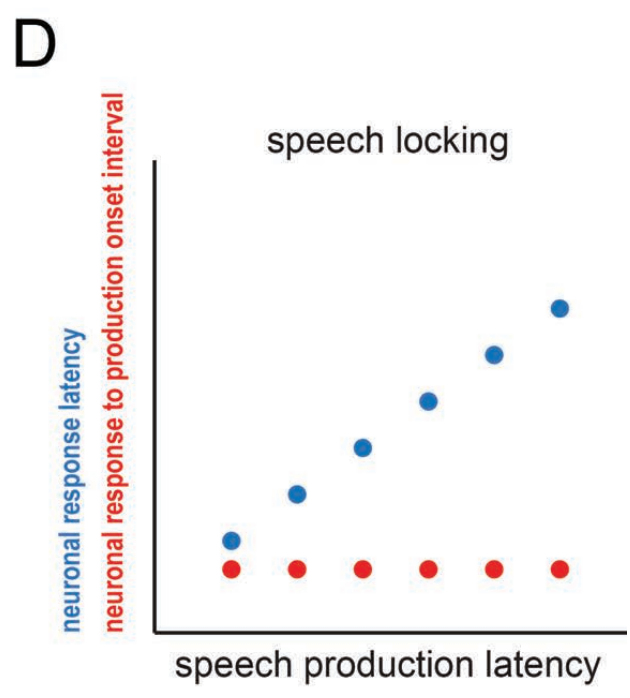 D
speech locking
neuronal response latency
neuronal response to production onset interval
speech production latency